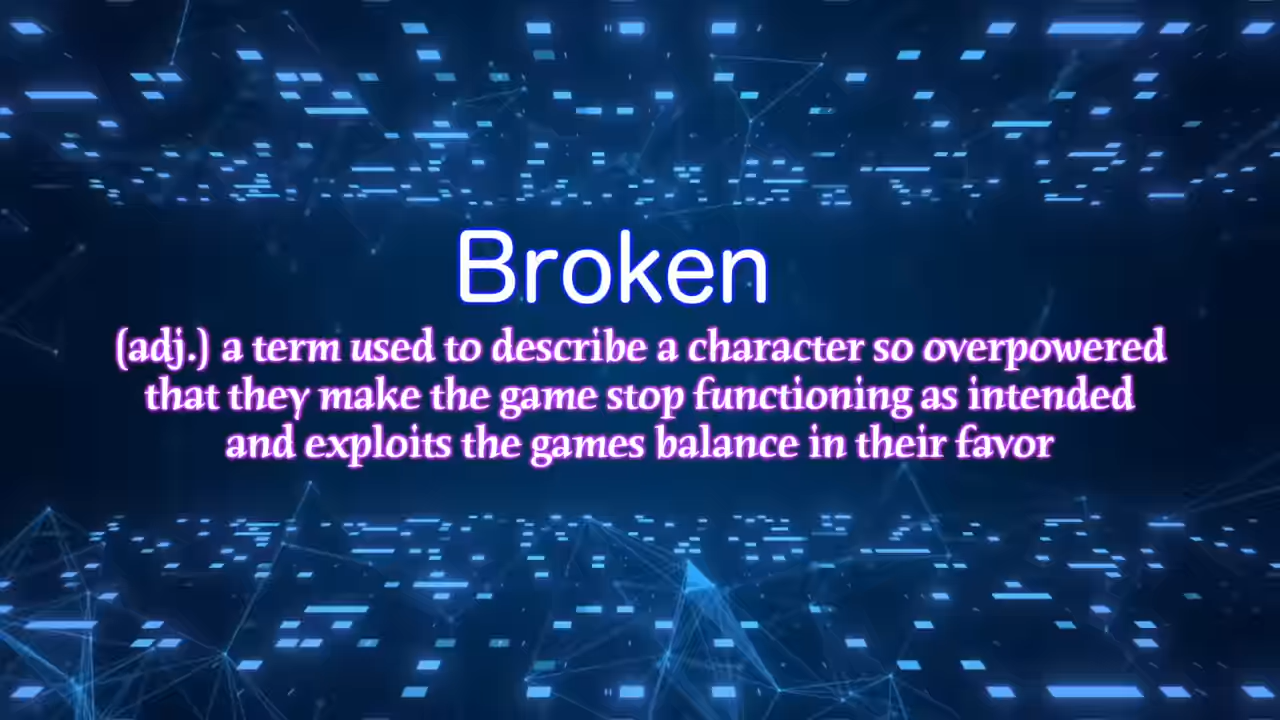 Broken
(adj.) a term used to describe a character so overpowered
that they make the game stop functioning as intended
and exploits the games balance in their favor